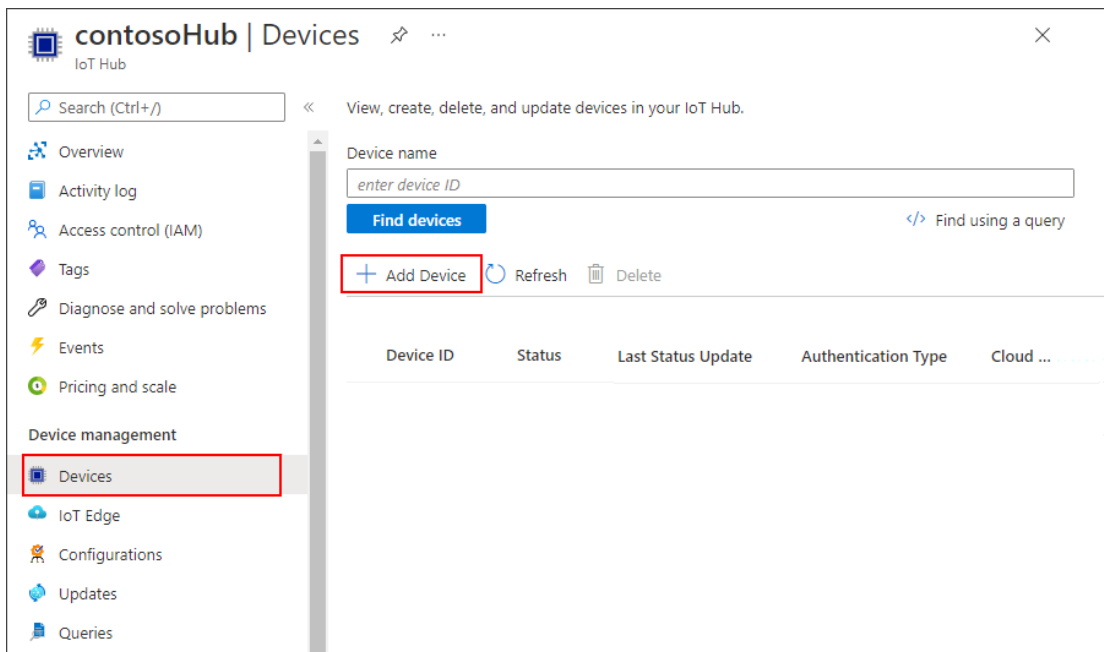 contosoHub | Devices ...
IoT Hub
Search (Ctrl+/)
«
Overview
Activity log
Access control (IAM)
Tags
Diagnose and solve problems
Events
Pricing and scale
Device management
Devices
IoT Edge
Configurations
Updates
Queries
View, create, delete, and update devices in your IoT Hub.
Device name
enter device ID
Find devices
</> Find using a query
Add Device Refresh Delete
Device ID Status Last Status Update Authentication Type Cloud ...